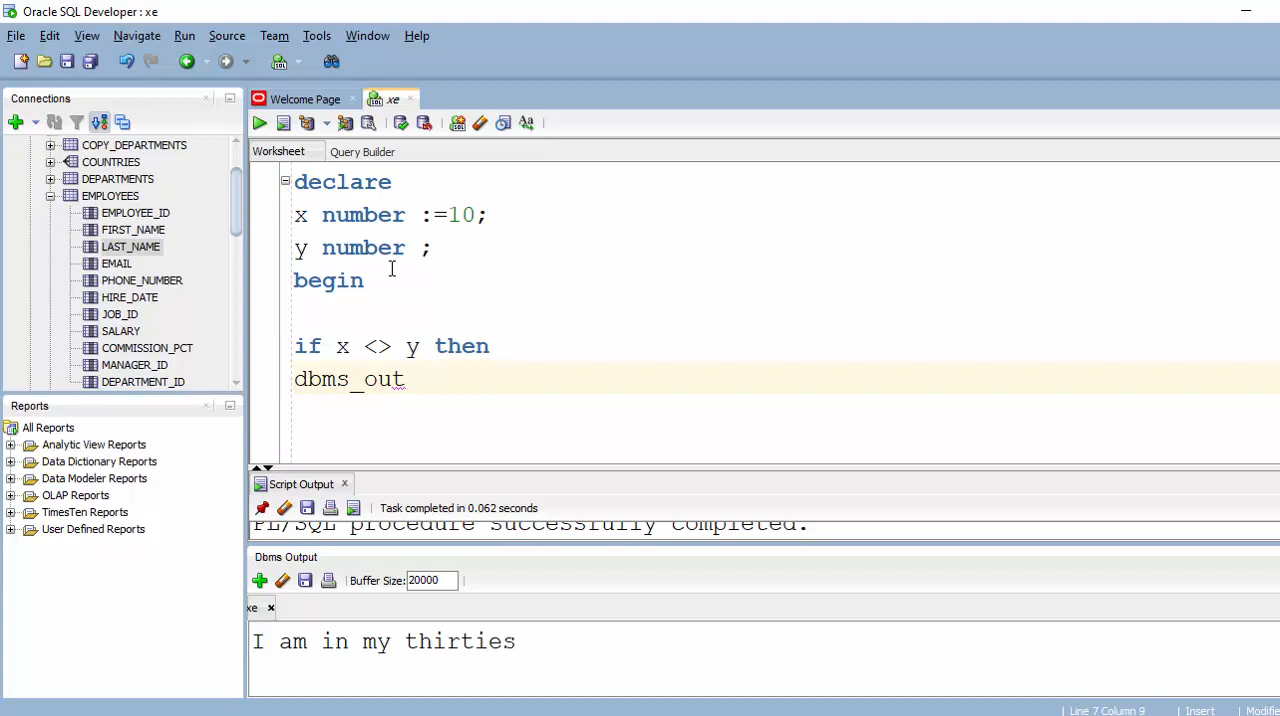 Oracle SQL Developer : xe
File Edit View Navigate Run Source Team Tools Window Help
Connections
COPY_DEPARTMENTS
COUNTRIES
DEPARTMENTS
EMPLOYEES
EMPLOYEE_ID
FIRST_NAME
LAST_NAME
EMAIL
PHONE_NUMBER
HIRE_DATE
JOB_ID
SALARY
COMMISSION_PCT
MANAGER_ID
DEPARTMENT_ID
Reports
All Reports
Analytic View Reports
Data Dictionary Reports
Data Modeler Reports
OLAP Reports
TimesTen Reports
User Defined Reports
Welcome Page xe
Worksheet Query Builder
declare
x number :=10;
y number ;
begin
if x <> y then
dbms_out
Script Output
Task completed in 0.062 seconds
PL/SQL procedure successfully completed.
Dbms Output
Buffer Size: 20000
xe
I am in my thirties
Line 7 Column 9 Insert Modifie